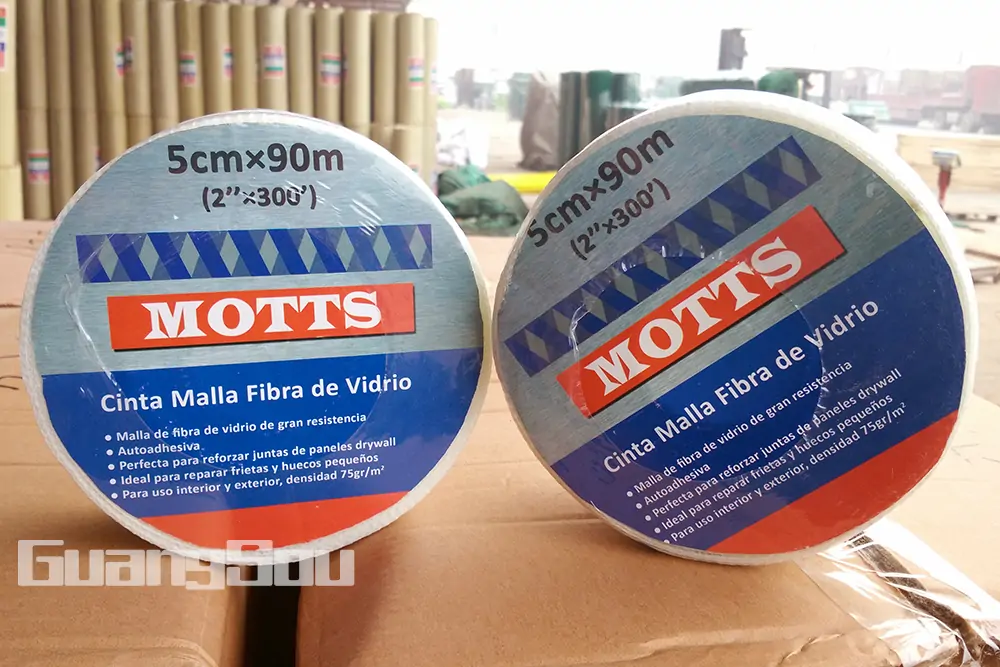 5cm×90m
(2’’×300’)
MOTTS
Cinta Malla Fibra de Vidrio
• Malla de fibra de vidrio de gran resistencia
• Autoadhesiva
• Perfecta para reforzar juntas de paneles drywall
• Ideal para reparar frietas y huecos pequeños
• Para uso interior y exterior, densidad 75gr/m²
5cm×90m
(2’’×300’)
MOTTS
Cinta Malla Fibra de Vidrio
• Malla de fibra de vidrio de gran resistencia
• Autoadhesiva
• Perfecta para reforzar juntas de paneles drywall
• Ideal para reparar frietas y huecos pequeños
• Para uso interior y exterior, densidad 75gr/m²
GuangSou